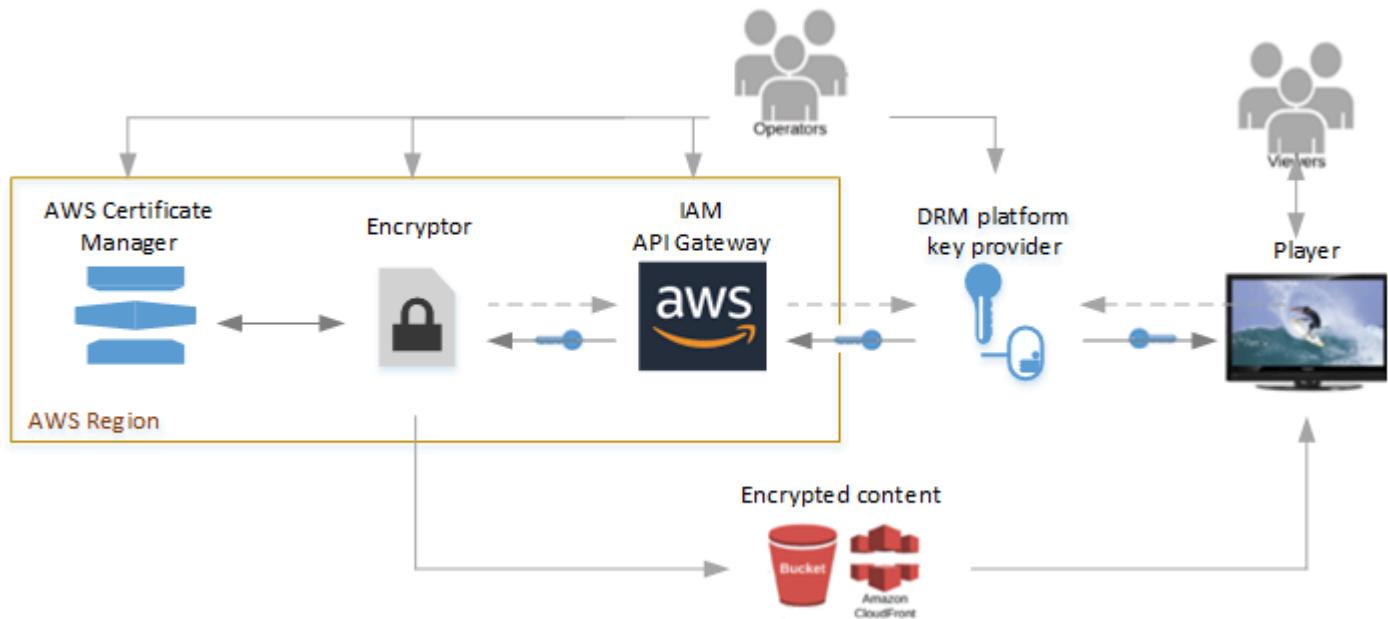 Operators
Viewers
AWS Certificate
Manager
Encryptor
IAM
API Gateway
DRM platform
key provider
Player
aws
AWS Region
Encrypted content
Bucket
Amazon
CloudFront